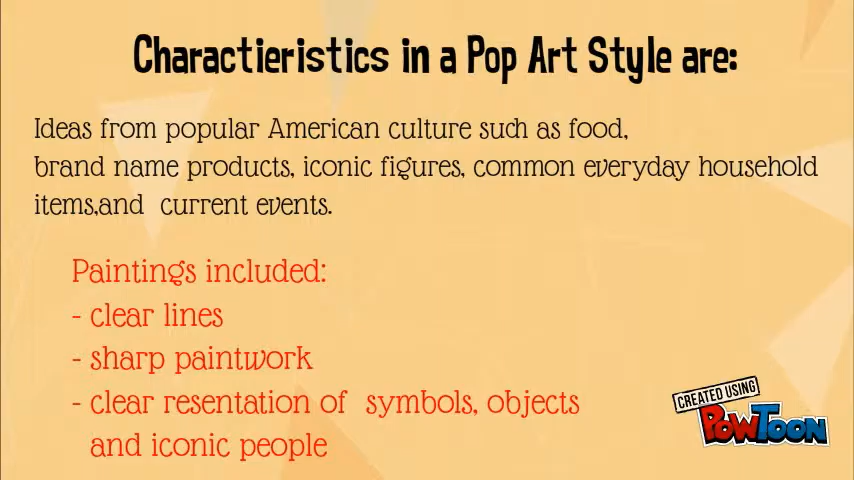 Charactieristics in a Pop Art Style are:
Ideas from popular American culture such as food,
brand name products, iconic figures, common everyday household
items,and current events.
Paintings included:
- clear lines
- sharp paintwork
- clear resentation of symbols, objects
and iconic people
CREATED USING
POWTOON